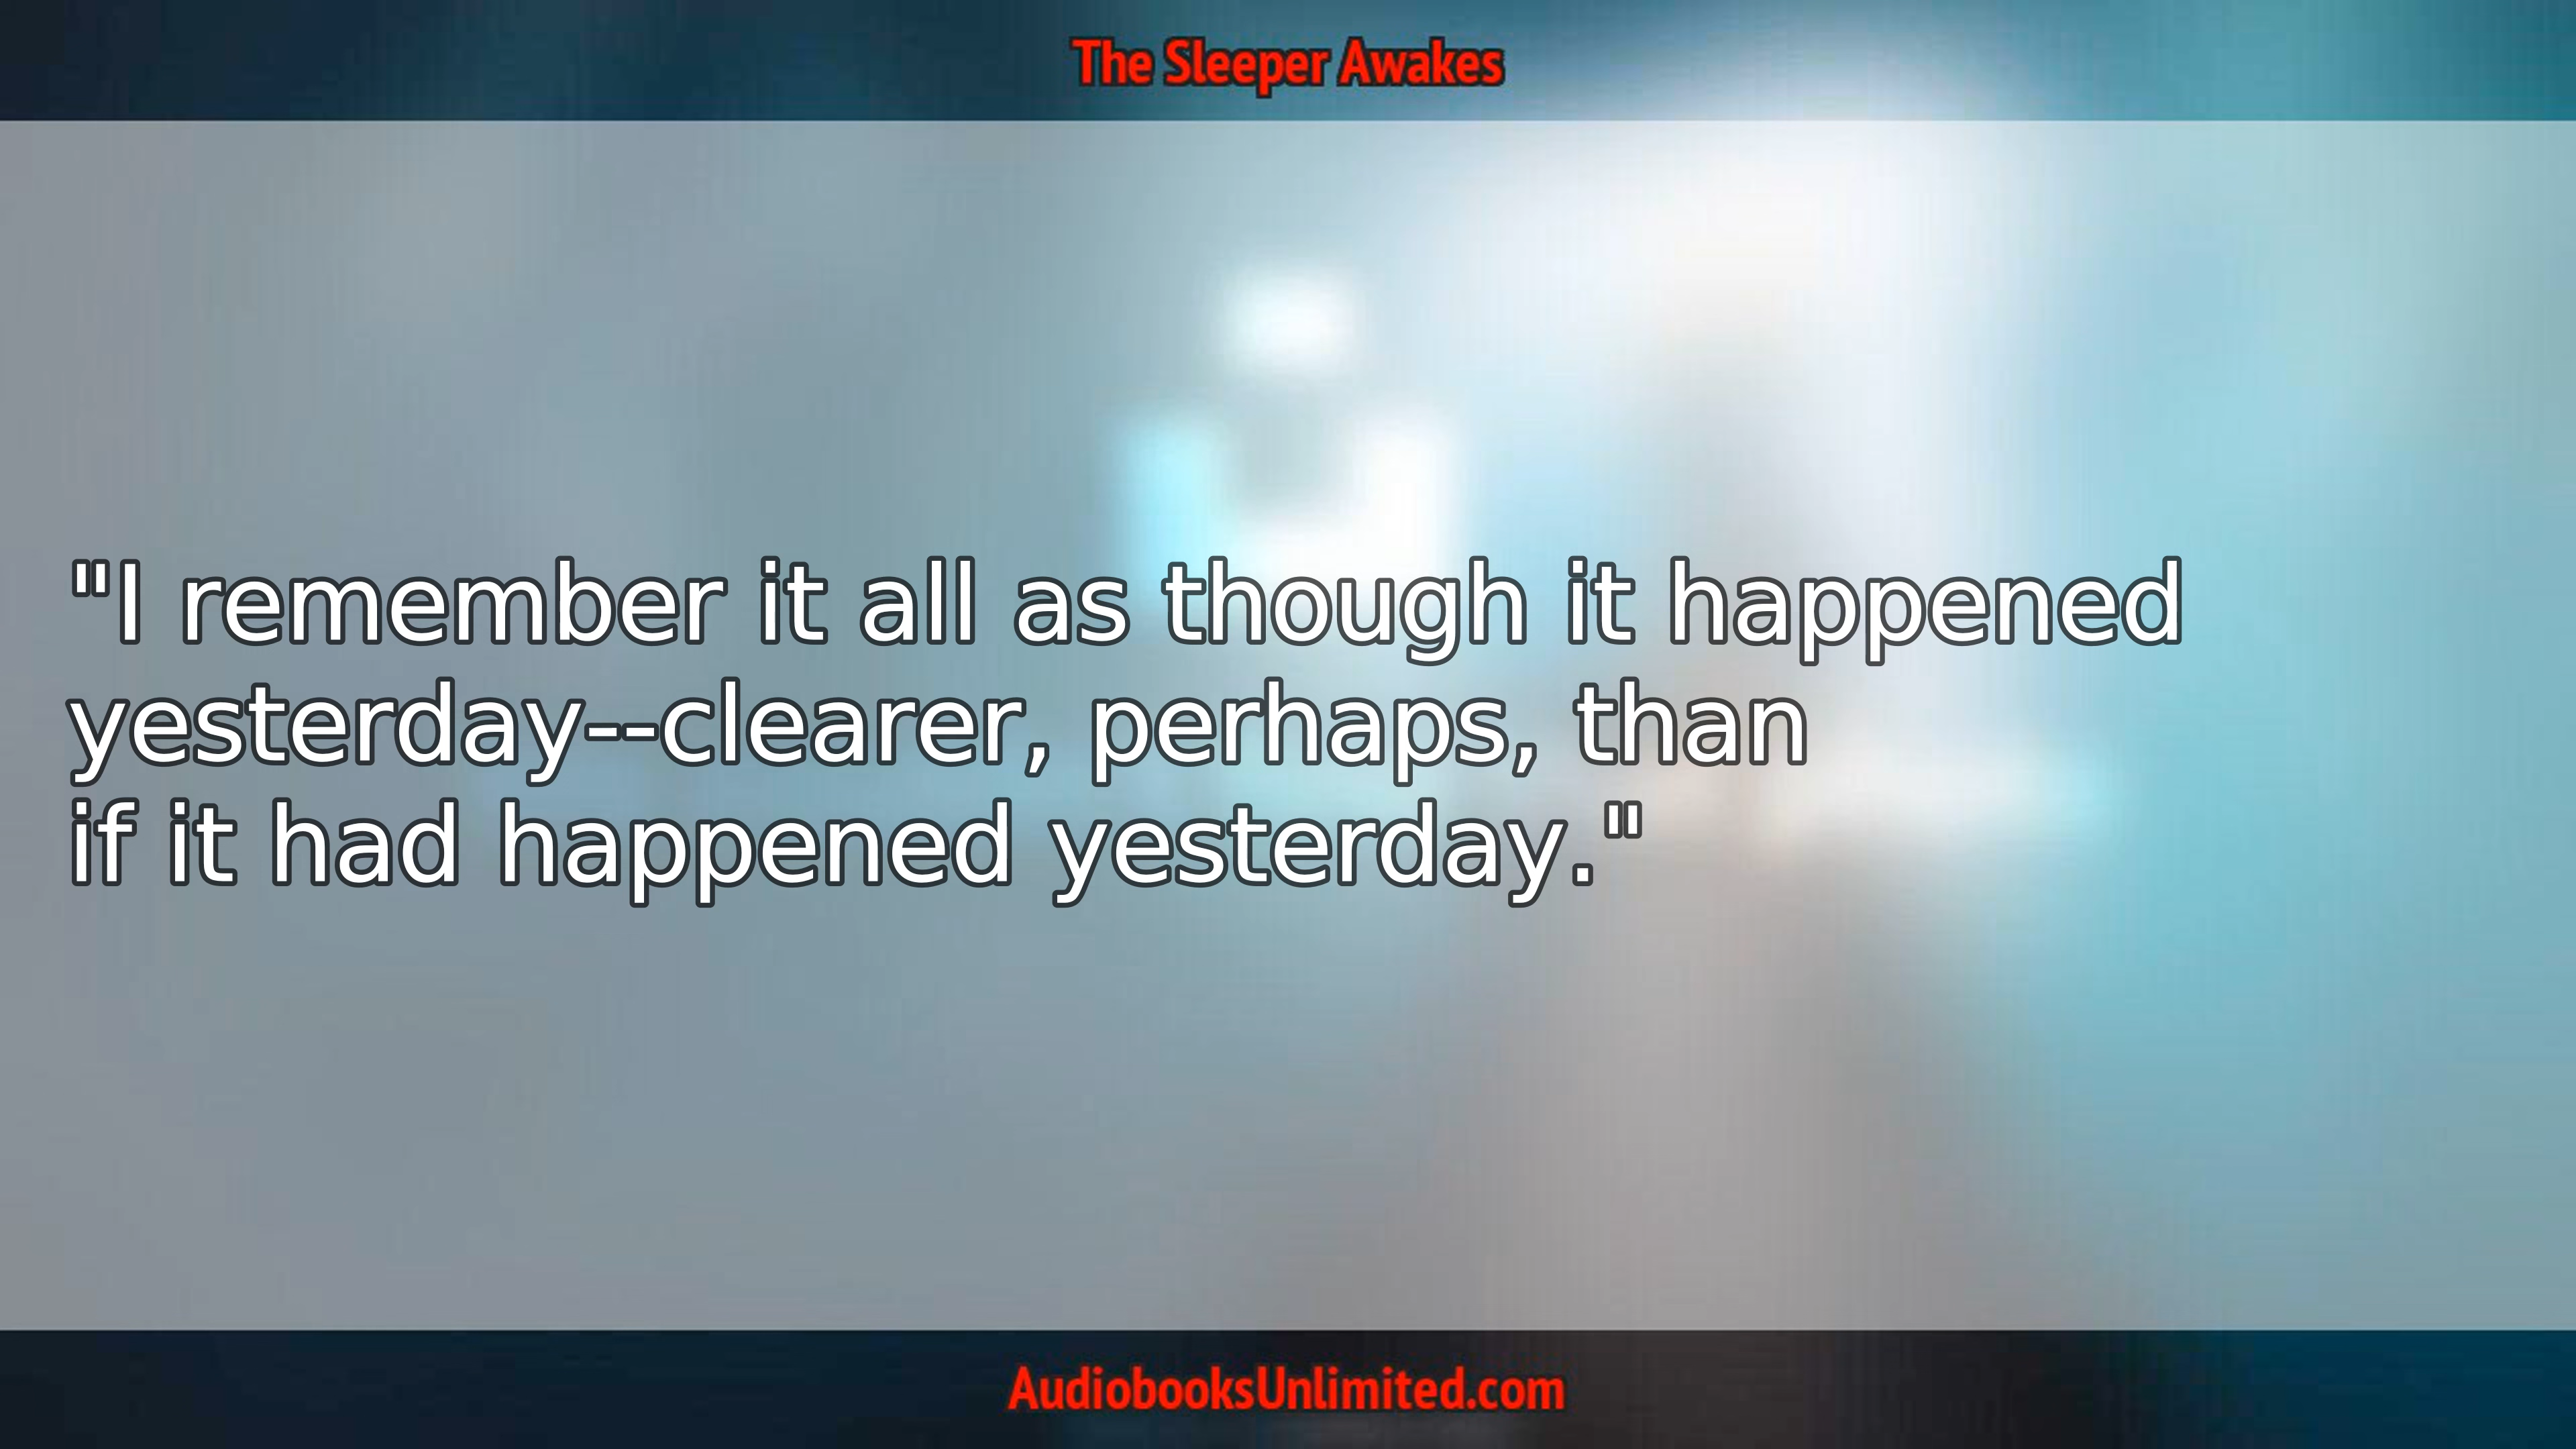 The Sleeper Awakes
"I remember it all as though it happened
yesterday--clearer, perhaps, than
if it had happened yesterday."
AudiobooksUnlimited.com